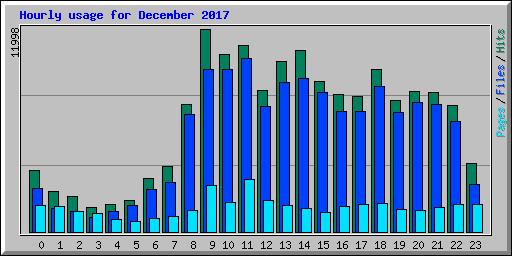 Hourly usage for December 2017
11998
Pages/Files/Hits
0 1 2 3 4 5 6 7 8 9 10 11 12 13 14 15 16 17 18 19 20 21 22 23